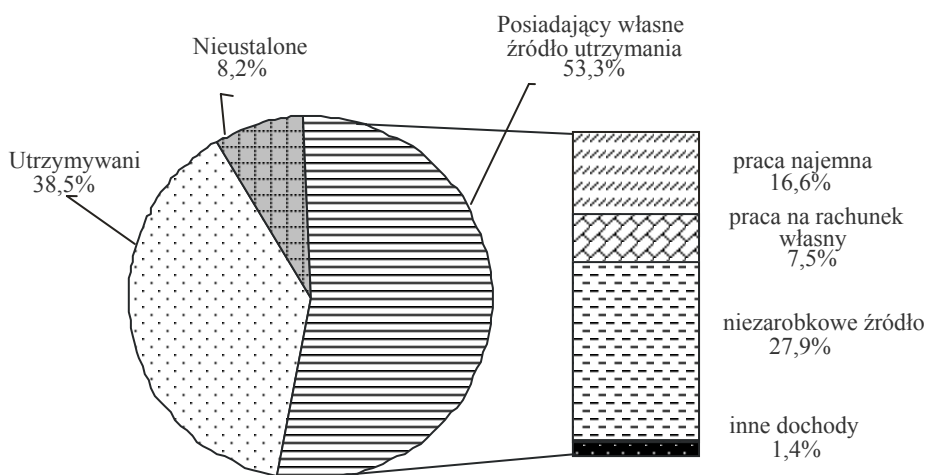 Nieustalone
8,2%
Posiadający własne
źródło utrzymania
53,3%
Utrzymywani
38,5%
praca najemna
16,6%
praca na rachunek
własny
7,5%
niezarobkowe źródło
27,9%
inne dochody
1,4%